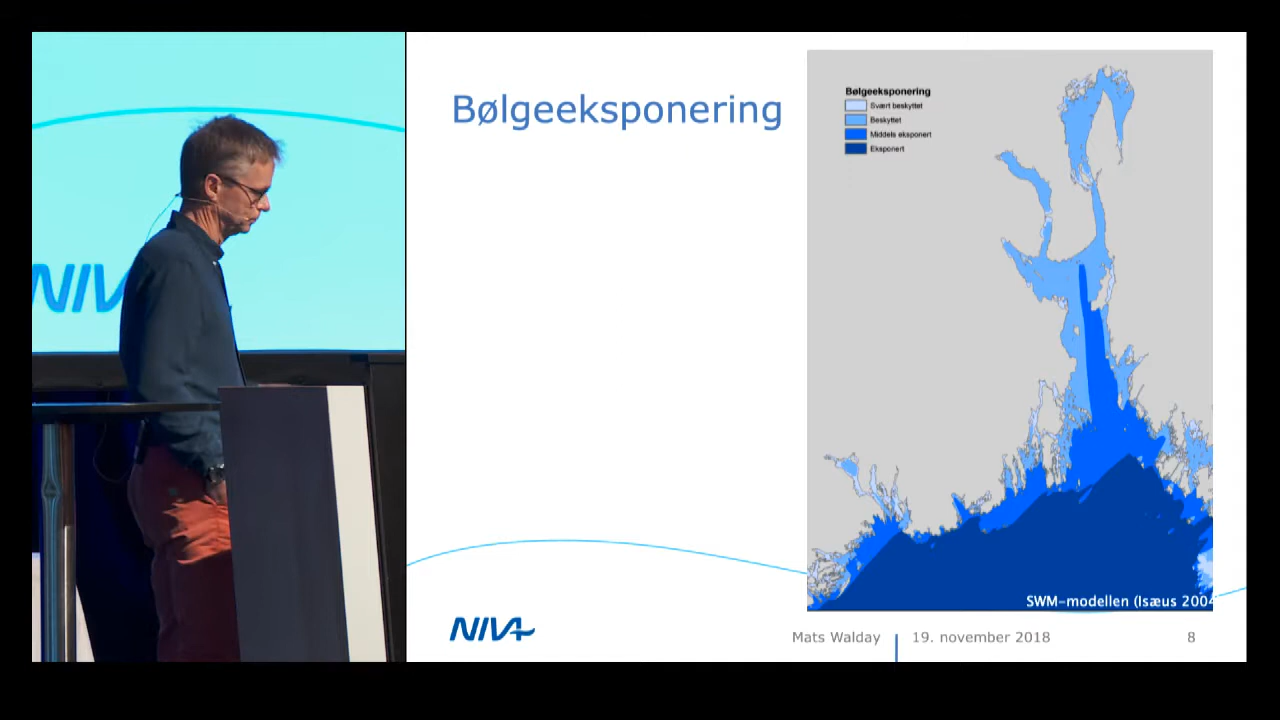 NIVA
Bølgeeksponering
Bølgeeksponering
Svært beskyttet
Beskyttet
Middels eksponert
Eksponert
SWM-modellen (Isæus 2004
NIVA
Mats Walday
19. november 2018
8